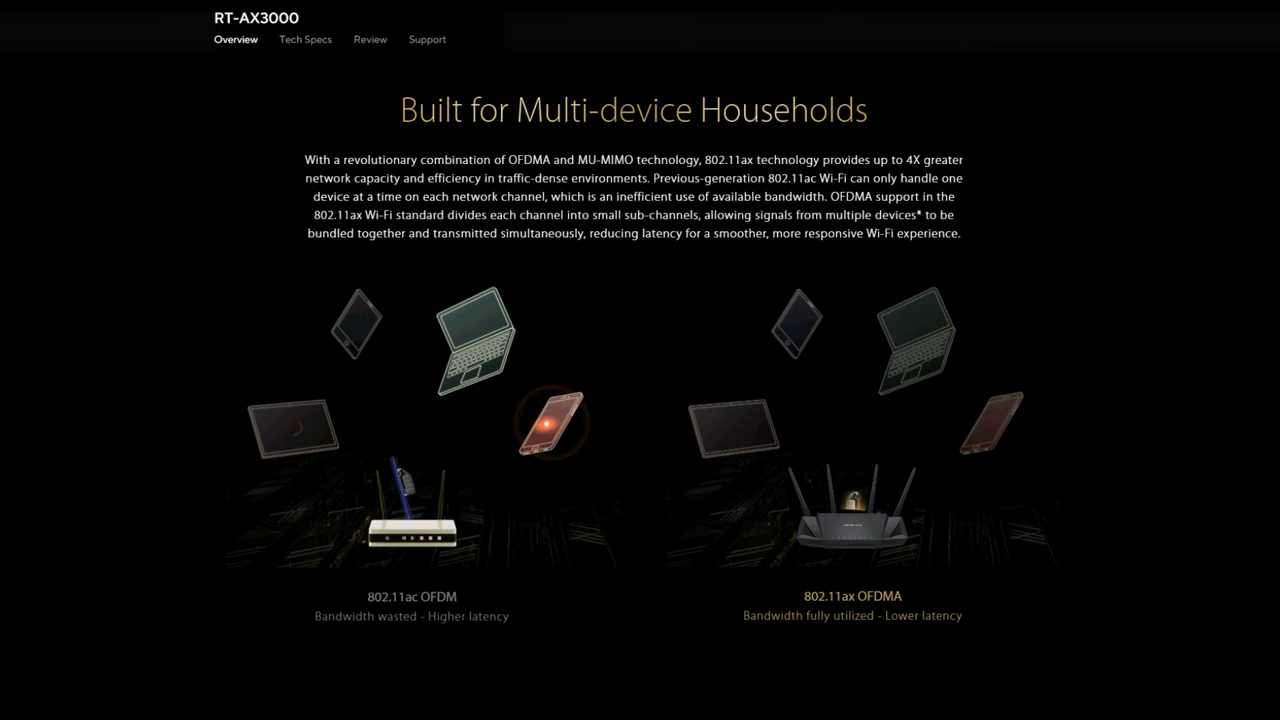 RT-AX3000
Overview Tech Specs Review Support
Built for Multi-device Households
With a revolutionary combination of OFDMA and MU-MIMO technology, 802.11ax technology provides up to 4X greater
network capacity and efficiency in traffic-dense environments. Previous-generation 802.11ac Wi-Fi can only handle one
device at a time on each network channel, which is an inefficient use of available bandwidth. OFDMA support in the
802.11ax Wi-Fi standard divides each channel into small sub-channels, allowing signals from multiple devices* to be
bundled together and transmitted simultaneously, reducing latency for a smoother, more responsive Wi-Fi experience.
802.11ac OFDM
Bandwidth wasted - Higher latency
802.11ax OFDMA
Bandwidth fully utilized - Lower latency